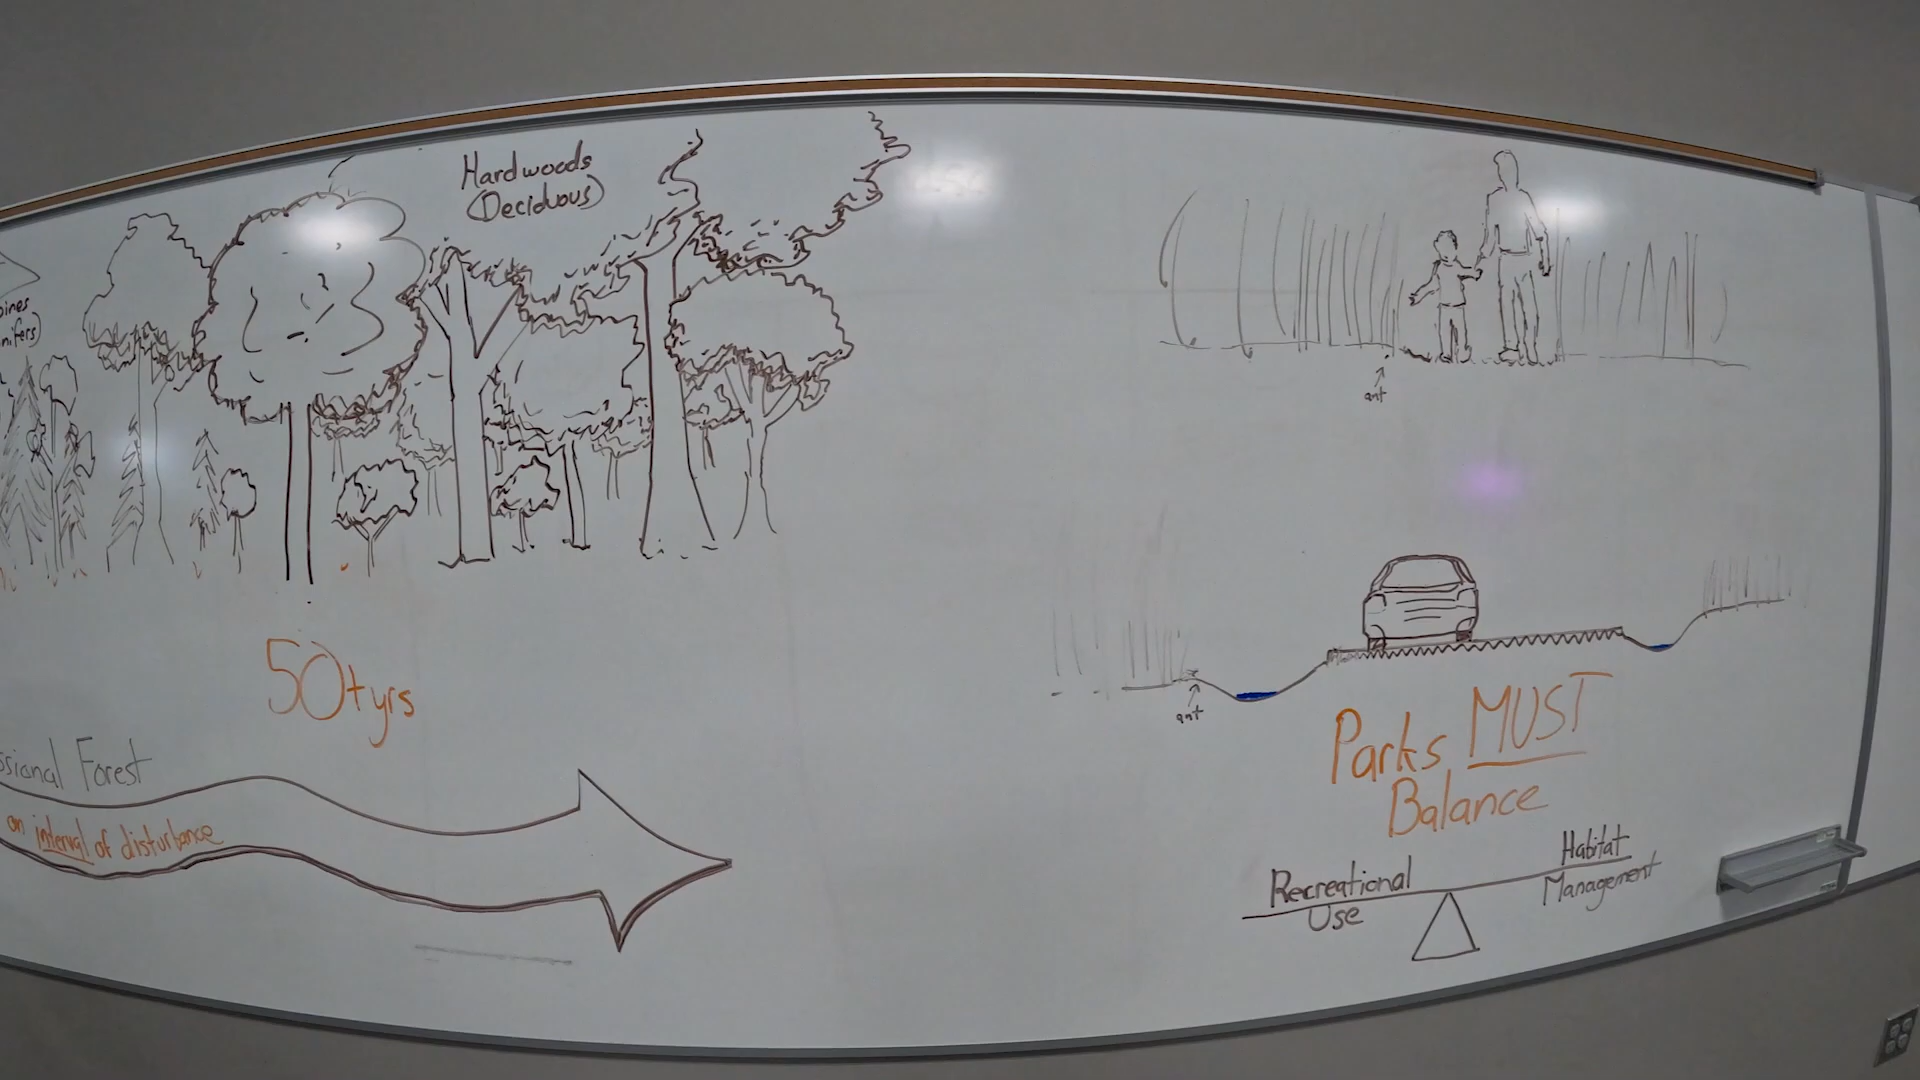 Hardwoods
(Deciduous)
pines
nifers)
50+yrs
ssional Forest
on interval of disturbance
ant
ant
Parks MUST
Balance
Recreational
Use
Habitat
Management